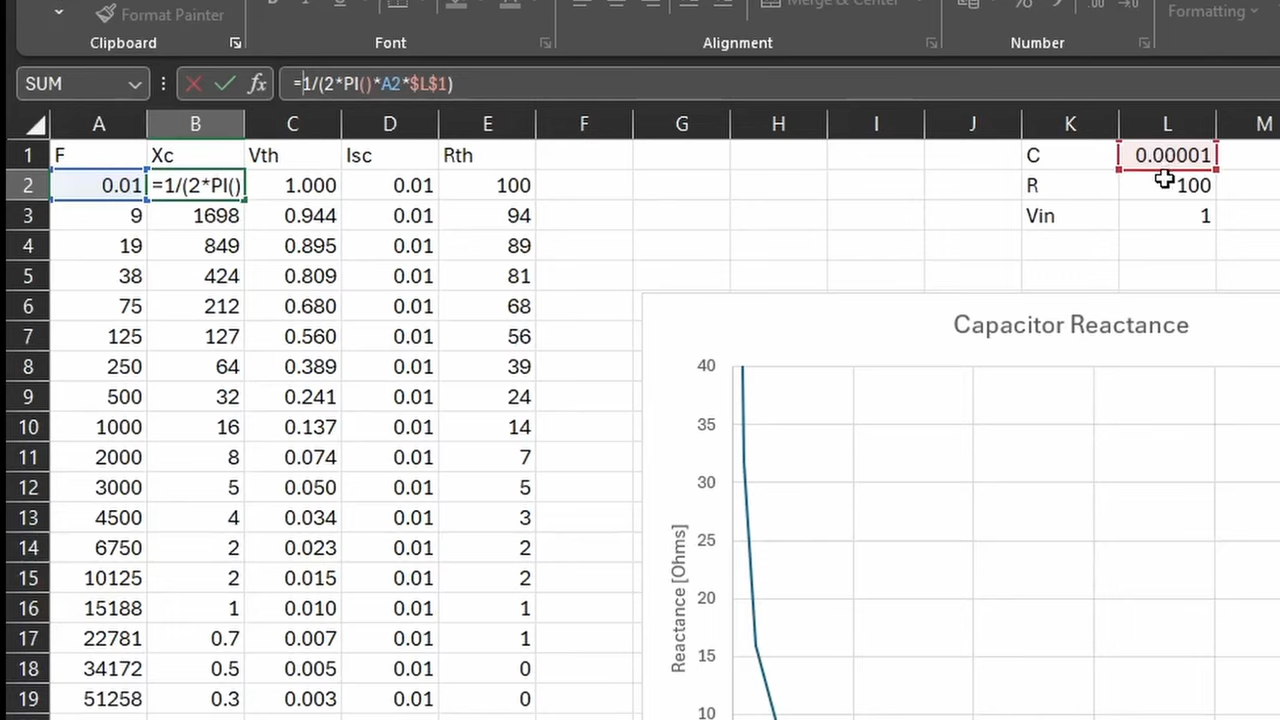 Format Painter
Merge & Center
Formatting
Clipboard Font Alignment Number
SUM fx =1/(2*PI()*A2*$L$1)
A B C D E F G H I J K L M
1 F Xc Vth Isc Rth C 0.00001
2 0.01 =1/(2*PI() 1.000 0.01 100 R 100
3 9 1698 0.944 0.01 94 Vin 1
4 19 849 0.895 0.01 89
5 38 424 0.809 0.01 81
6 75 212 0.680 0.01 68
7 125 127 0.560 0.01 56
8 250 64 0.389 0.01 39
9 500 32 0.241 0.01 24
10 1000 16 0.137 0.01 14
11 2000 8 0.074 0.01 7
12 3000 5 0.050 0.01 5
13 4500 4 0.034 0.01 3
14 6750 2 0.023 0.01 2
15 10125 2 0.015 0.01 2
16 15188 1 0.010 0.01 1
17 22781 0.7 0.007 0.01 1
18 34172 0.5 0.005 0.01 0
19 51258 0.3 0.003 0.01 0
Capacitor Reactance
40
35
30
25
20
15
10
Reactance [Ohms]